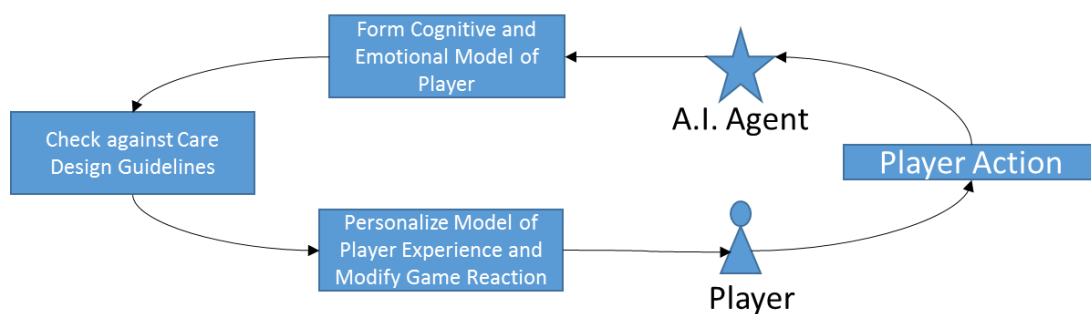 Form Cognitive and
Emotional Model of
Player
A.I. Agent
Check against Care
Design Guidelines
Player Action
Personalize Model of
Player Experience and
Modify Game Reaction
Player